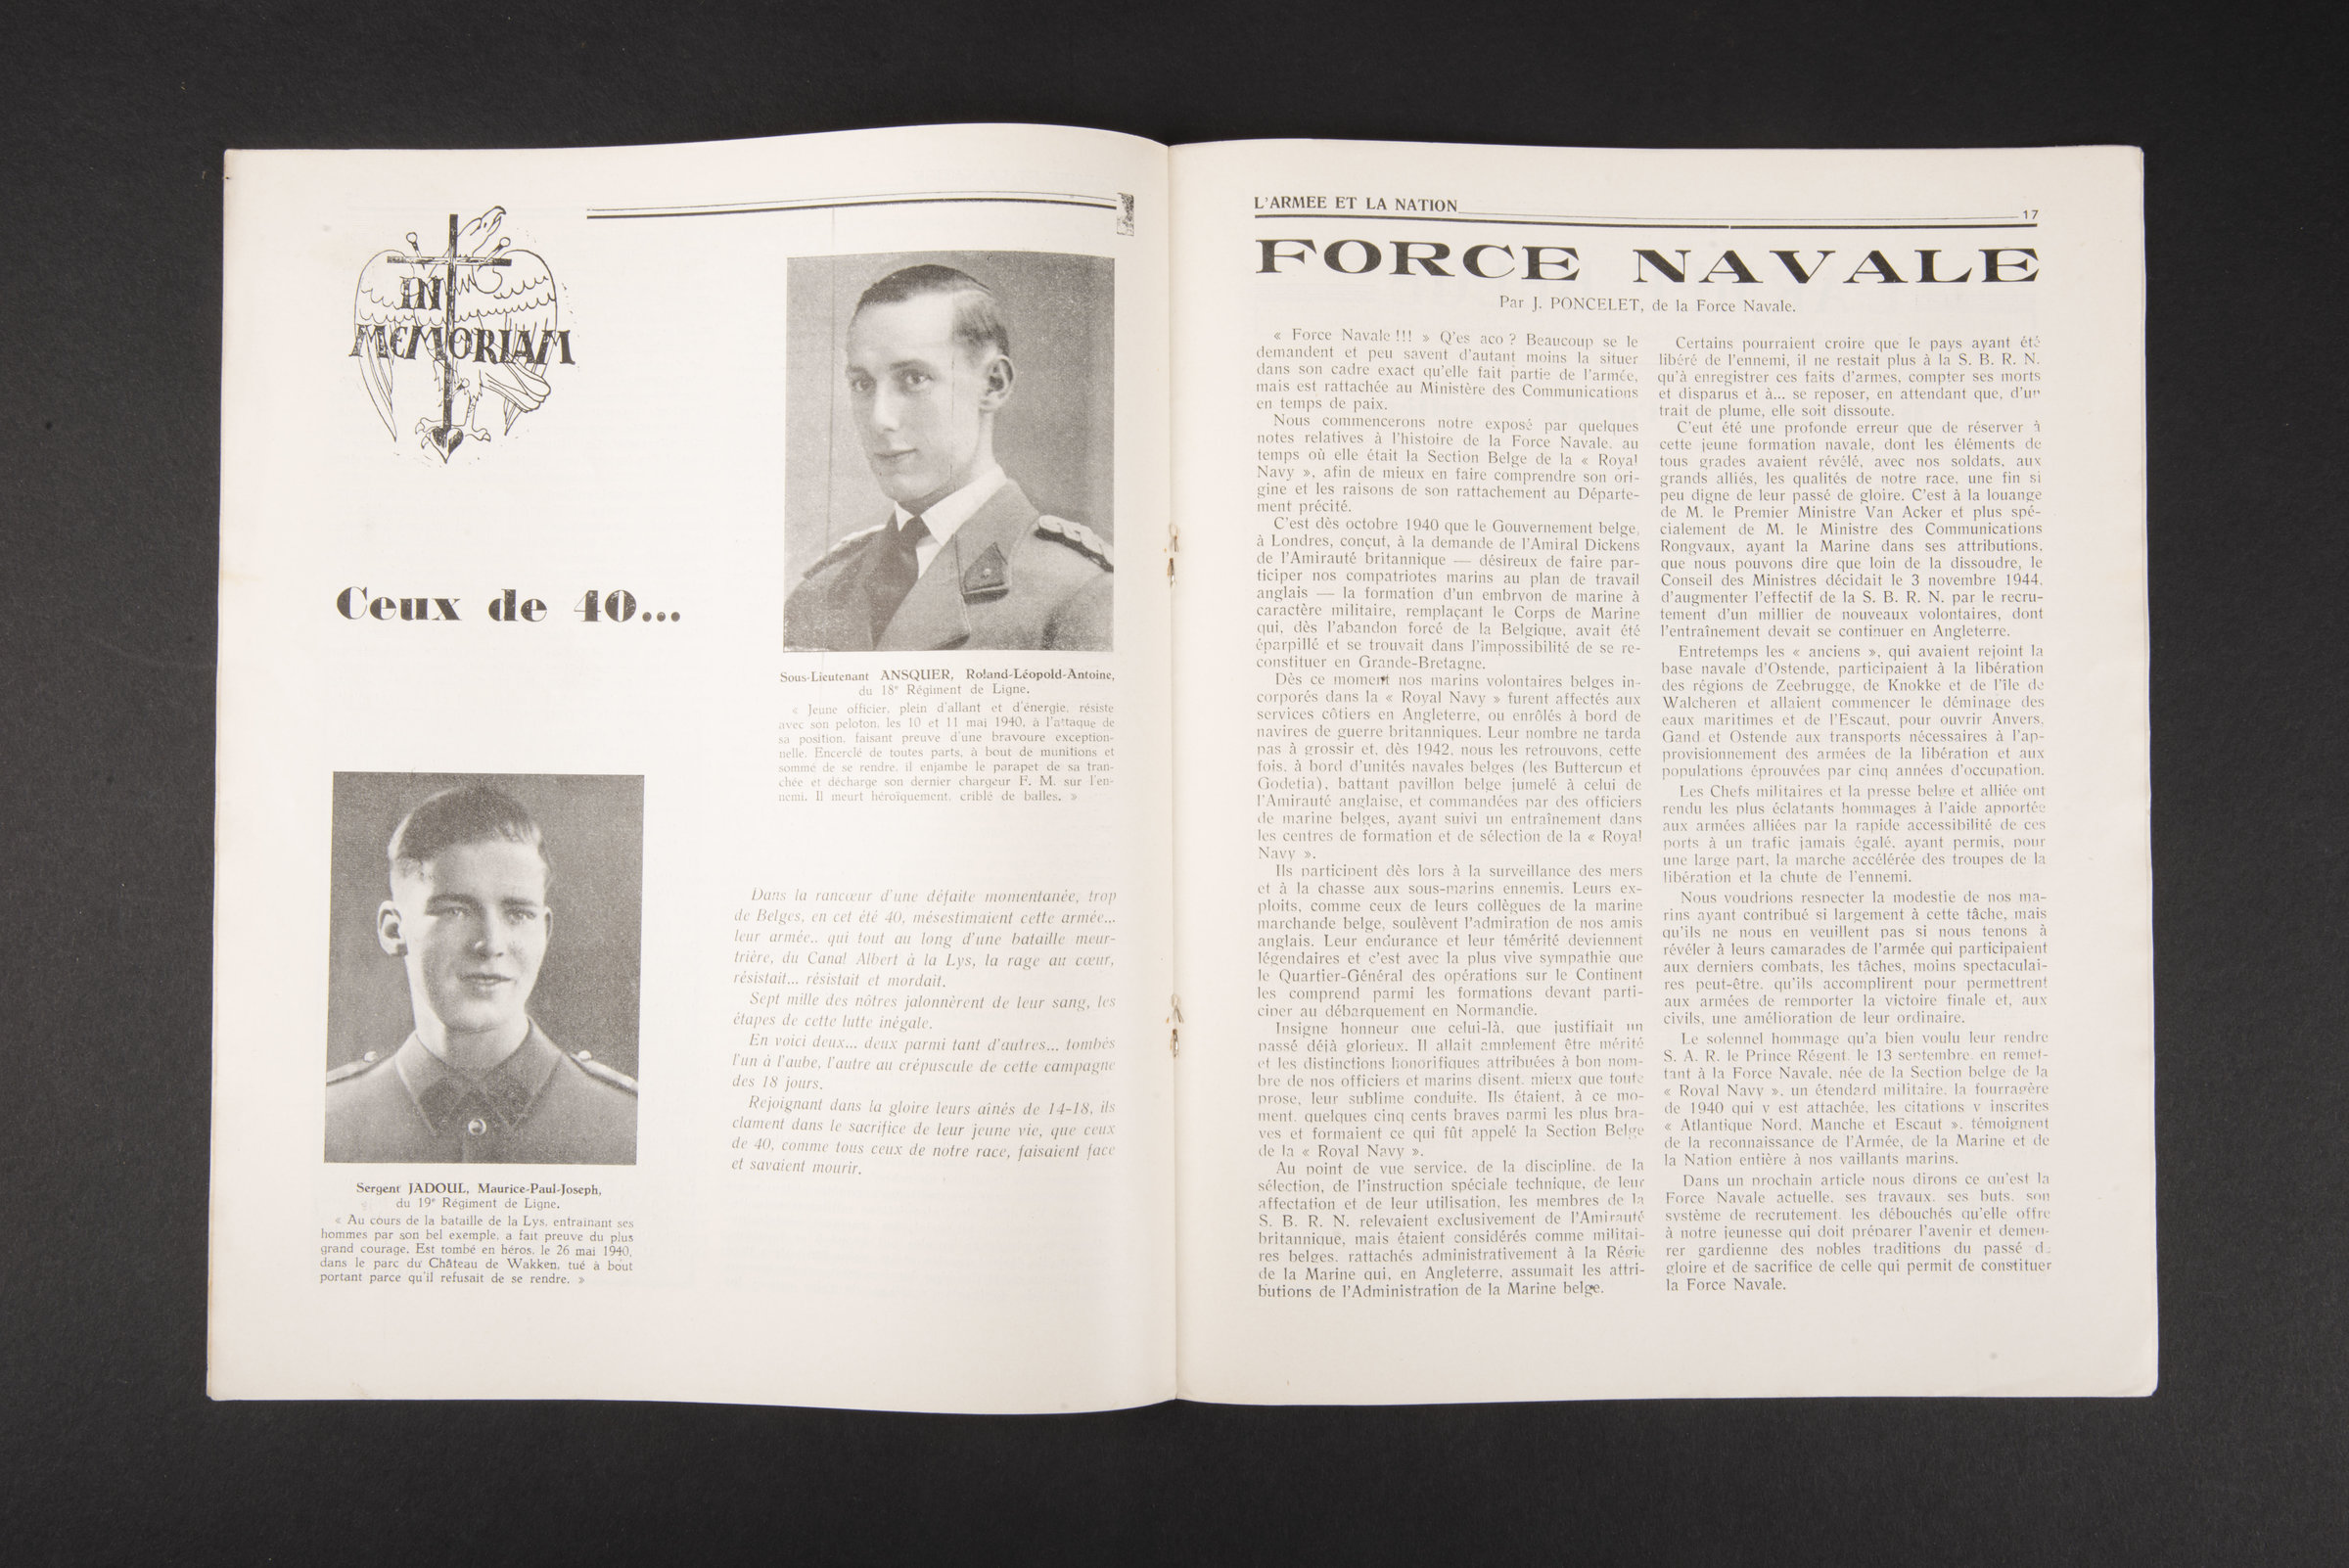 IN
MEMORIAM
Ceux de 40...
Sous-Lieutenant ANSQUER, Roland-Léopold-Antoine,
du 18e Régiment de Ligne.
« Jeune officier, plein d'allant et d'énergie, résiste
avec son peloton, les 10 et 11 mai 1940, à l'attaque de
sa position, faisant preuve d'une bravoure exception-
nelle. Encerclé de toutes parts, à bout de munitions et
sommé de se rendre, il enjambe le parapet de sa tran-
chée et décharge son dernier chargeur F. M. sur l'en-
nemi. Il meurt héroïquement, criblé de balles. »
Sergent JADOUL, Maurice-Paul-Joseph,
du 19e Régiment de Ligne.
« Au cours de la bataille de la Lys, entrainant ses
hommes par son bel exemple, a fait preuve du plus
grand courage. Est tombé en héros, le 26 mai 1940,
dans le parc du Château de Wakken, tué à bout
portant parce qu'il refusait de se rendre. »
Dans la rancœur d'une défaite momentanée, trop
de Belges, en cet été 40, mésestimaient cette armée...
leur armée.. qui tout au long d'une bataille meur-
trière, du Canal Albert à la Lys, la rage au cœur,
résistait... résistait et mordait.
Sept mille des nôtres jalonnèrent de leur sang, les
étapes de cette lutte inégale.
En voici deux... deux parmi tant d'autres... tombés
l'un à l'aube, l'autre au crépuscule de cette campagne
des 18 jours.
Rejoignant dans la gloire leurs aînés de 14-18, ils
clament dans le sacrifice de leur jeune vie, que ceux
de 40, comme tous ceux de notre race, faisaient face
et savaient mourir.
L'ARMEE ET LA NATION 17
FORCE NAVALE
Par J. PONCELET, de la Force Navale.
« Force Navale !!! » Q'es aco ? Beaucoup se le
demandent et peu savent d'autant moins la situer
dans son cadre exact qu'elle fait partie de l'armée,
mais est rattachée au Ministère des Communications
en temps de paix.
Nous commencerons notre exposé par quelques
notes relatives à l'histoire de la Force Navale, au
temps où elle était la Section Belge de la « Royal
Navy », afin de mieux en faire comprendre son ori-
gine et les raisons de son rattachement au Départe-
ment précité.
C'est dès octobre 1940 que le Gouvernement belge,
à Londres, conçut, à la demande de l'Amiral Dickens
de l'Amirauté britannique — désireux de faire par-
ticiper nos compatriotes marins au plan de travail
anglais — la formation d'un embryon de marine à
caractère militaire, remplaçant le Corps de Marine
qui, dès l'abandon forcé de la Belgique, avait été
éparpillé et se trouvait dans l'impossibilité de se re-
constituer en Grande-Bretagne.
Dès ce moment nos marins volontaires belges in-
corporés dans la « Royal Navy » furent affectés aux
services côtiers en Angleterre, ou enrôlés à bord de
navires de guerre britanniques. Leur nombre ne tarda
pas à grossir et, dès 1942, nous les retrouvons, cette
fois, à bord d'unités navales belges (les Buttercup et
Godetia), battant pavillon belge jumelé à celui de
l'Amirauté anglaise, et commandées par des officiers
de marine belges, ayant suivi un entraînement dans
les centres de formation et de sélection de la « Royal
Navy ».
Ils participent dès lors à la surveillance des mers
et à la chasse aux sous-marins ennemis. Leurs ex-
ploits, comme ceux de leurs collègues de la marine
marchande belge, soulèvent l'admiration de nos amis
anglais. Leur endurance et leur témérité deviennent
légendaires et c'est avec la plus vive sympathie que
le Quartier-Général des opérations sur le Continent
les comprend parmi les formations devant parti-
ciper au débarquement en Normandie.
Insigne honneur que celui-là, que justifiait un
passé déjà glorieux. Il allait amplement être mérité
et les distinctions honorifiques attribuées à bon nom-
bre de nos officiers et marins disent, mieux que toute
prose, leur sublime conduite. Ils étaient, à ce mo-
ment, quelques cinq cents braves parmi les plus bra-
ves et formaient ce qui fût appelé la Section Belge
de la « Royal Navy ».
Au point de vue service, de la discipline, de la
sélection, de l'instruction spéciale technique, de leur
affectation et de leur utilisation, les membres de la
S. B. R. N. relevaient exclusivement de l'Amirauté
britannique, mais étaient considérés comme militai-
res belges, rattachés administrativement à la Régie
de la Marine qui, en Angleterre, assumait les attri-
butions de l'Administration de la Marine belge.
Certains pourraient croire que le pays ayant été
libéré de l'ennemi, il ne restait plus à la S. B. R. N.
qu'à enregistrer ces faits d'armes, compter ses morts
et disparus et à... se reposer, en attendant que, d'un
trait de plume, elle soit dissoute.
C'eut été une profonde erreur que de réserver à
cette jeune formation navale, dont les éléments de
tous grades avaient révélé, avec nos soldats, aux
grands alliés, les qualités de notre race, une fin si
peu digne de leur passé de gloire. C'est à la louange
de M. le Premier Ministre Van Acker et plus spé-
cialement de M. le Ministre des Communications
Rongvaux, ayant la Marine dans ses attributions,
que nous pouvons dire que loin de la dissoudre, le
Conseil des Ministres décidait le 3 novembre 1944,
d'augmenter l'effectif de la S. B. R. N. par le recru-
tement d'un millier de nouveaux volontaires, dont
l'entraînement devait se continuer en Angleterre.
Entretemps les « anciens », qui avaient rejoint la
base navale d'Ostende, participaient à la libération
des régions de Zeebrugge, de Knokke et de l'île de
Walcheren et allaient commencer le déminage des
eaux maritimes et de l'Escaut, pour ouvrir Anvers,
Gand et Ostende aux transports nécessaires à l'ap-
provisionnement des armées de la libération et aux
populations éprouvées par cinq années d'occupation.
Les Chefs militaires et la presse belge et alliée ont
rendu les plus éclatants hommages à l'aide apportée
aux armées alliées par la rapide accessibilité de ces
ports à un trafic jamais égalé, ayant permis, pour
une large part, la marche accélérée des troupes de la
libération et la chute de l'ennemi.
Nous voudrions respecter la modestie de nos ma-
rins ayant contribué si largement à cette tâche, mais
qu'ils ne nous en veuillent pas si nous tenons à
révéler à leurs camarades de l'armée qui participaient
aux derniers combats, les tâches, moins spectaculai-
res peut-être, qu'ils accomplirent pour permettrent
aux armées de remporter la victoire finale et, aux
civils, une amélioration de leur ordinaire.
Le solennel hommage qu'a bien voulu leur rendre
S. A. R. le Prince Régent, le 13 septembre, en remet-
tant à la Force Navale, née de la Section belge de la
« Royal Navy », un étendard militaire, la fourragère
de 1940 qui y est attachée, les citations y inscrites
« Atlantique Nord, Manche et Escaut », témoignent
de la reconnaissance de l'Armée, de la Marine et de
la Nation entière à nos vaillants marins.
Dans un prochain article nous dirons ce qu'est la
Force Navale actuelle, ses travaux, ses buts, son
système de recrutement, les débouchés qu'elle offre
à notre jeunesse qui doit préparer l'avenir et demeu-
rer gardienne des nobles traditions du passé d.
gloire et de sacrifice de celle qui permit de constituer
la Force Navale.